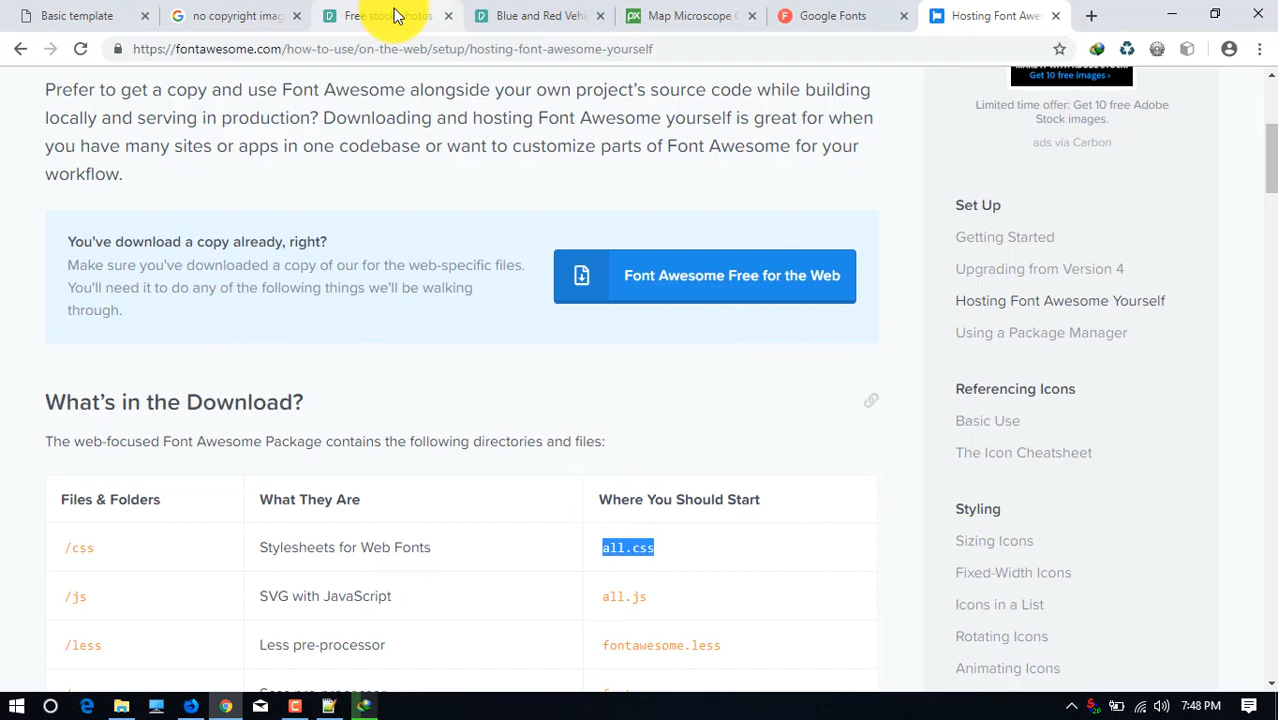 Basic template
no copyright imag
Free stock photos
Blue and Red Vehi
Map Microscope
Google Fonts
Hosting Font Awes
https://fontawesome.com/how-to-use/on-the-web/setup/hosting-font-awesome-yourself
Prefer to get a copy and use Font Awesome alongside your own project's source code while building
locally and serving in production? Downloading and hosting Font Awesome yourself is great for when
you have many sites or apps in one codebase or want to customize parts of Font Awesome for your
workflow.
You've download a copy already, right?
Make sure you've downloaded a copy of our for the web-specific files.
You'll need it to do any of the following things we'll be walking
through.
Font Awesome Free for the Web
What's in the Download?
The web-focused Font Awesome Package contains the following directories and files:
Files & Folders
What They Are
Where You Should Start
/css
Stylesheets for Web Fonts
all.css
/js
SVG with JavaScript
all.js
/less
Less pre-processor
fontawesome.less
Get 10 free images ›
Limited time offer: Get 10 free Adobe
Stock images.
ads via Carbon
Set Up
Getting Started
Upgrading from Version 4
Hosting Font Awesome Yourself
Using a Package Manager
Referencing Icons
Basic Use
The Icon Cheatsheet
Styling
Sizing Icons
Fixed-Width Icons
Icons in a List
Rotating Icons
Animating Icons
7:48 PM